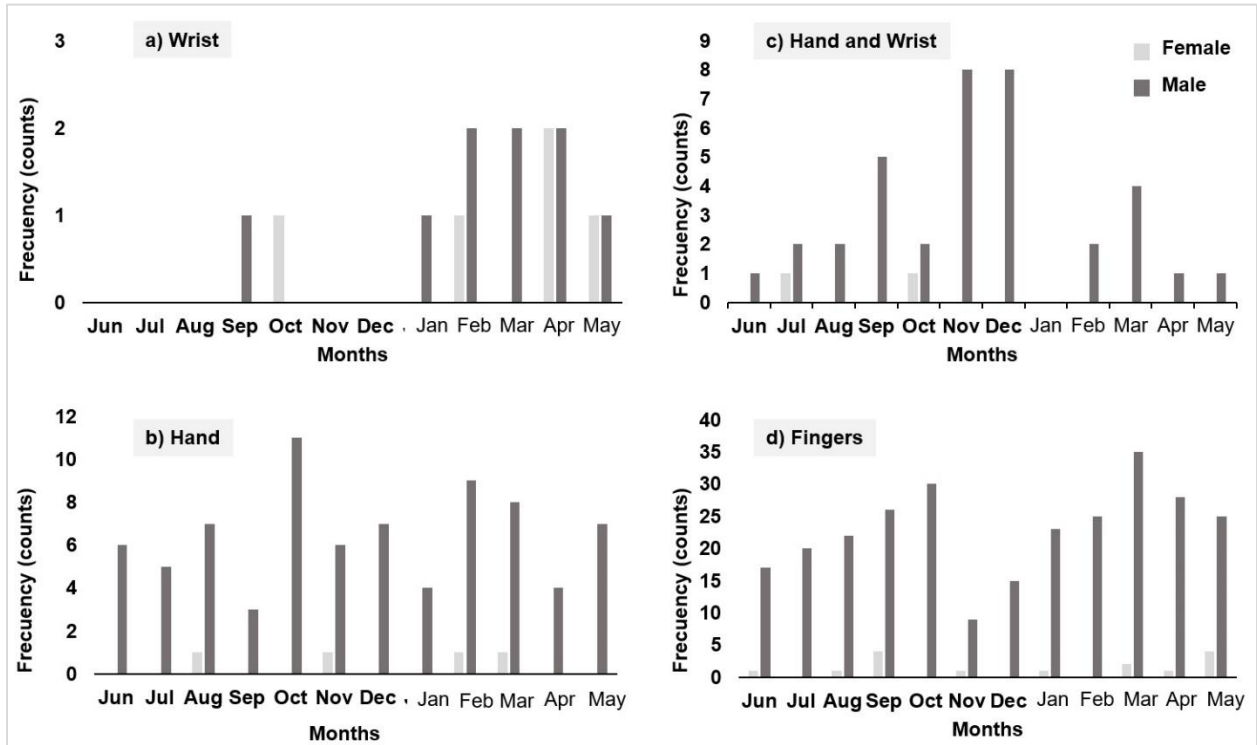 a) Wrist
3
2
1
0
Frecuency (counts)
Jun Jul Aug Sep Oct Nov Dec Jan Feb Mar Apr May
Months
c) Hand and Wrist
Female
Male
9
8
7
6
5
4
3
2
1
0
Frecuency (counts)
Jun Jul Aug Sep Oct Nov Dec Jan Feb Mar Apr May
Months
b) Hand
12
10
8
6
4
2
0
Frecuency (counts)
Jun Jul Aug Sep Oct Nov Dec Jan Feb Mar Apr May
Months
d) Fingers
40
35
30
25
20
15
10
5
0
Frecuency (counts)
Jun Jul Aug Sep Oct Nov Dec Jan Feb Mar Apr May
Months